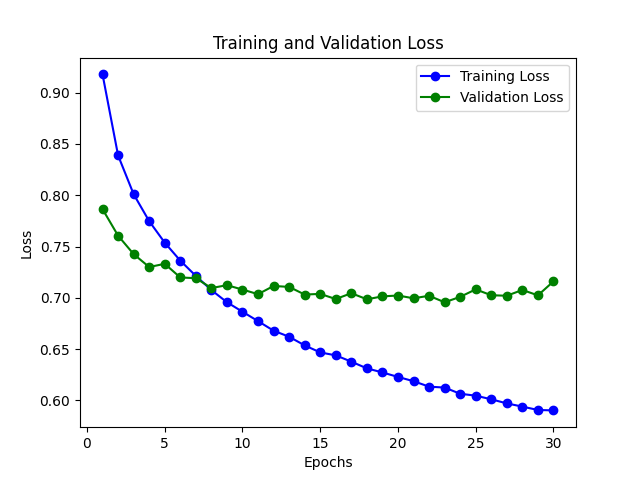 Training and Validation Loss
Training Loss
Validation Loss
0.90
0.85
0.80
0.75
0.70
0.65
0.60
Loss
0 5 10 15 20 25 30
Epochs